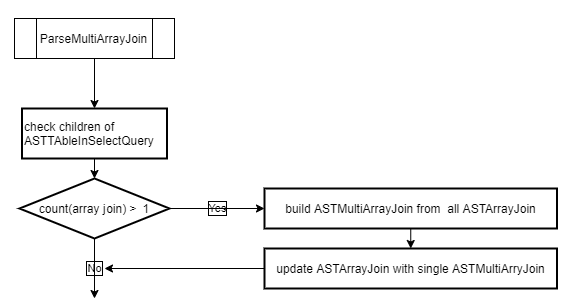 ParseMultiArrayJoin
check children of
ASTTAbleInSelectQuery
count(array join) > 1
Yes
build ASTMultiArrayJoin from all ASTArrayJoin
No
update ASTArrayJoin with single ASTMultiArryJoin